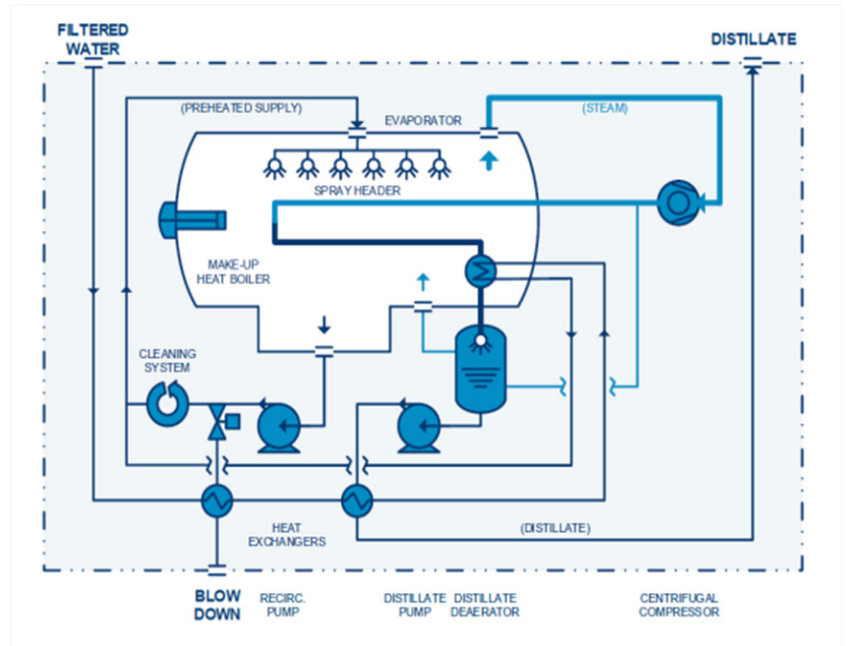 FILTERED
WATER
DISTILLATE
(PREHEATED SUPPLY)
EVAPORATOR
(STEAM)
SPRAY HEADER
MAKE-UP
HEAT BOILER
CLEANING
SYSTEM
HEAT
EXCHANGERS
(DISTILLATE)
BLOW
DOWN
RECIRC.
PUMP
DISTILLATE
PUMP
DISTILLATE
DEAERATOR
CENTRIFUGAL
COMPRESSOR